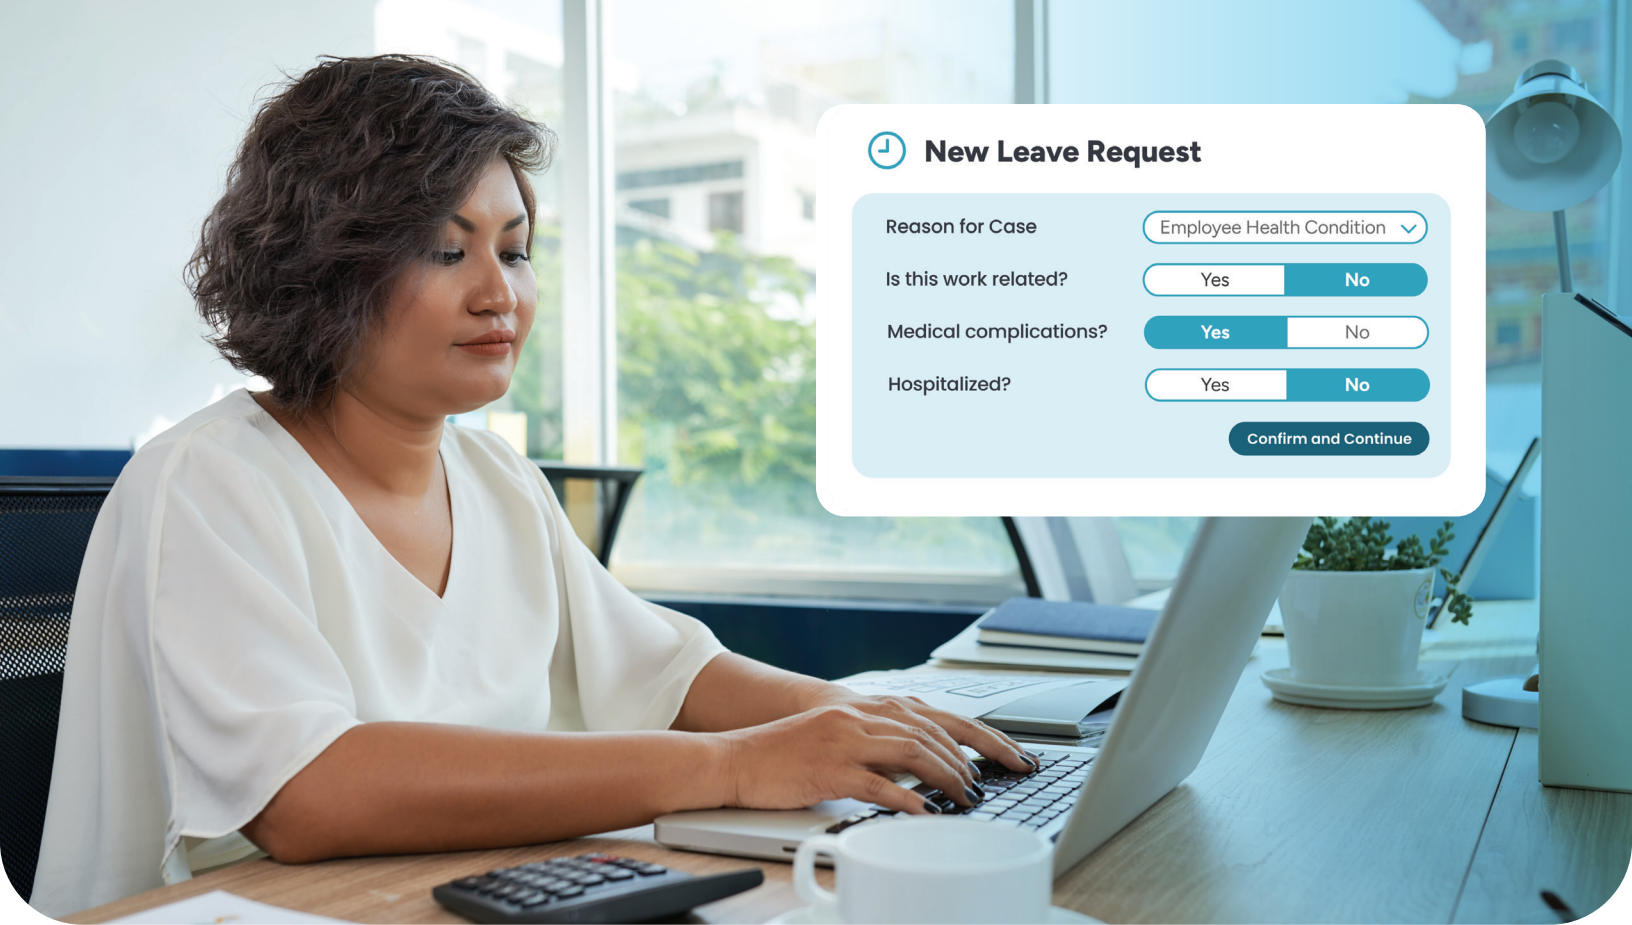 New Leave Request
Reason for Case
Employee Health Condition
Is this work related?
Yes No
Medical complications?
Yes No
Hospitalized?
Yes No
Confirm and Continue